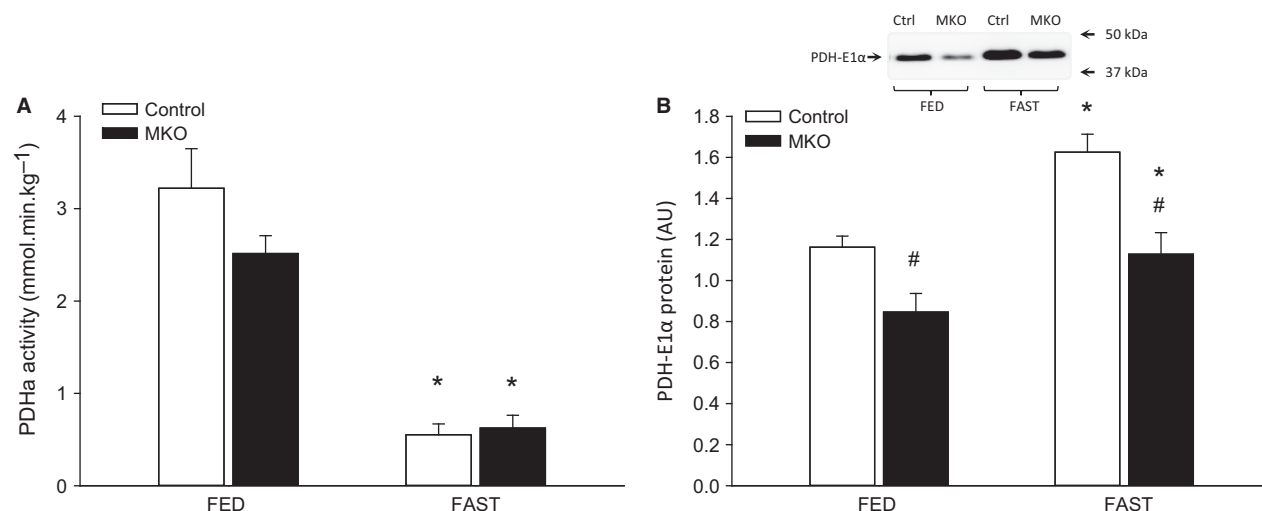 Ctrl MKO Ctrl MKO
50 kDa
PDH-E1α
37 kDa
FED FAST
A
Control
MKO
PDHa activity (mmol.min.kg–1)
4
3
2
1
0
* *
FED FAST
B
Control
MKO
PDH-E1α protein (AU)
1.8
1.6
1.4
1.2
1.0
0.8
0.6
0.4
0.2
0.0
#
*
*
#
FED FAST